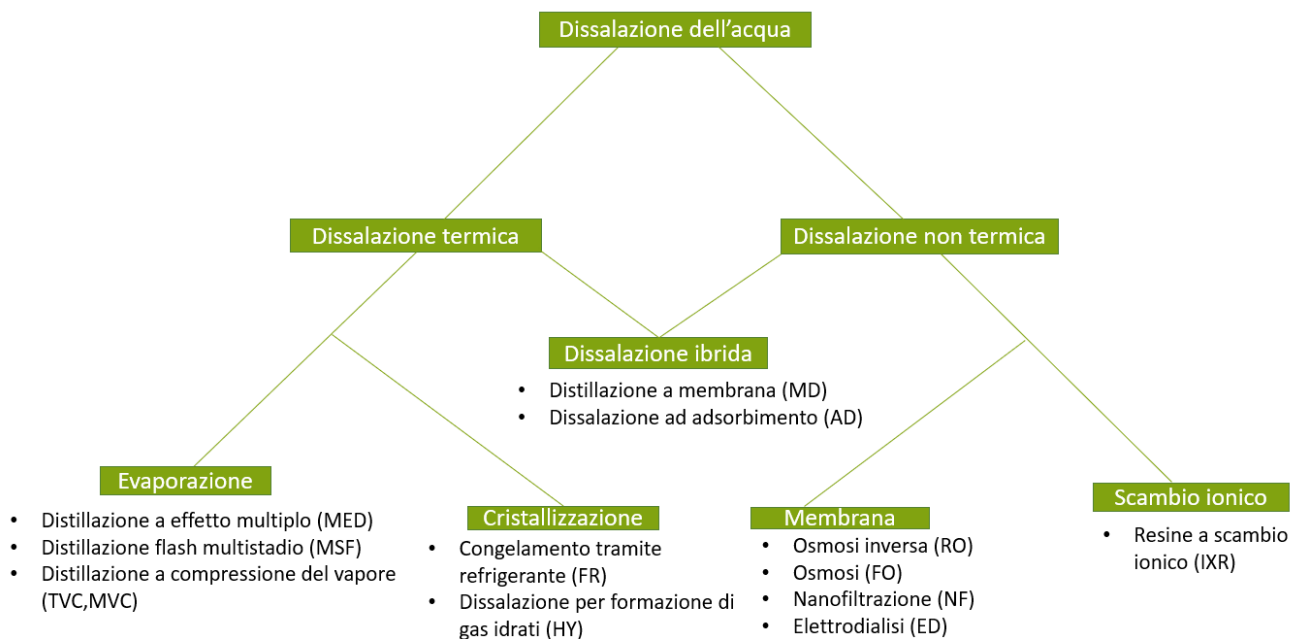 Dissalazione dell'acqua
Dissalazione termica
Dissalazione non termica
Dissalazione ibrida
• Distillazione a membrana (MD)
• Dissalazione ad adsorbimento (AD)
Evaporazione
• Distillazione a effetto multiplo (MED)
• Distillazione flash multistadio (MSF)
• Distillazione a compressione del vapore
(TVC,MVC)
Cristallizzazione
• Congelamento tramite
refrigerante (FR)
• Dissalazione per formazione di
gas idrati (HY)
Membrana
• Osmosi inversa (RO)
• Osmosi (FO)
• Nanofiltrazione (NF)
• Elettrodialisi (ED)
Scambio ionico
• Resine a scambio
ionico (IXR)